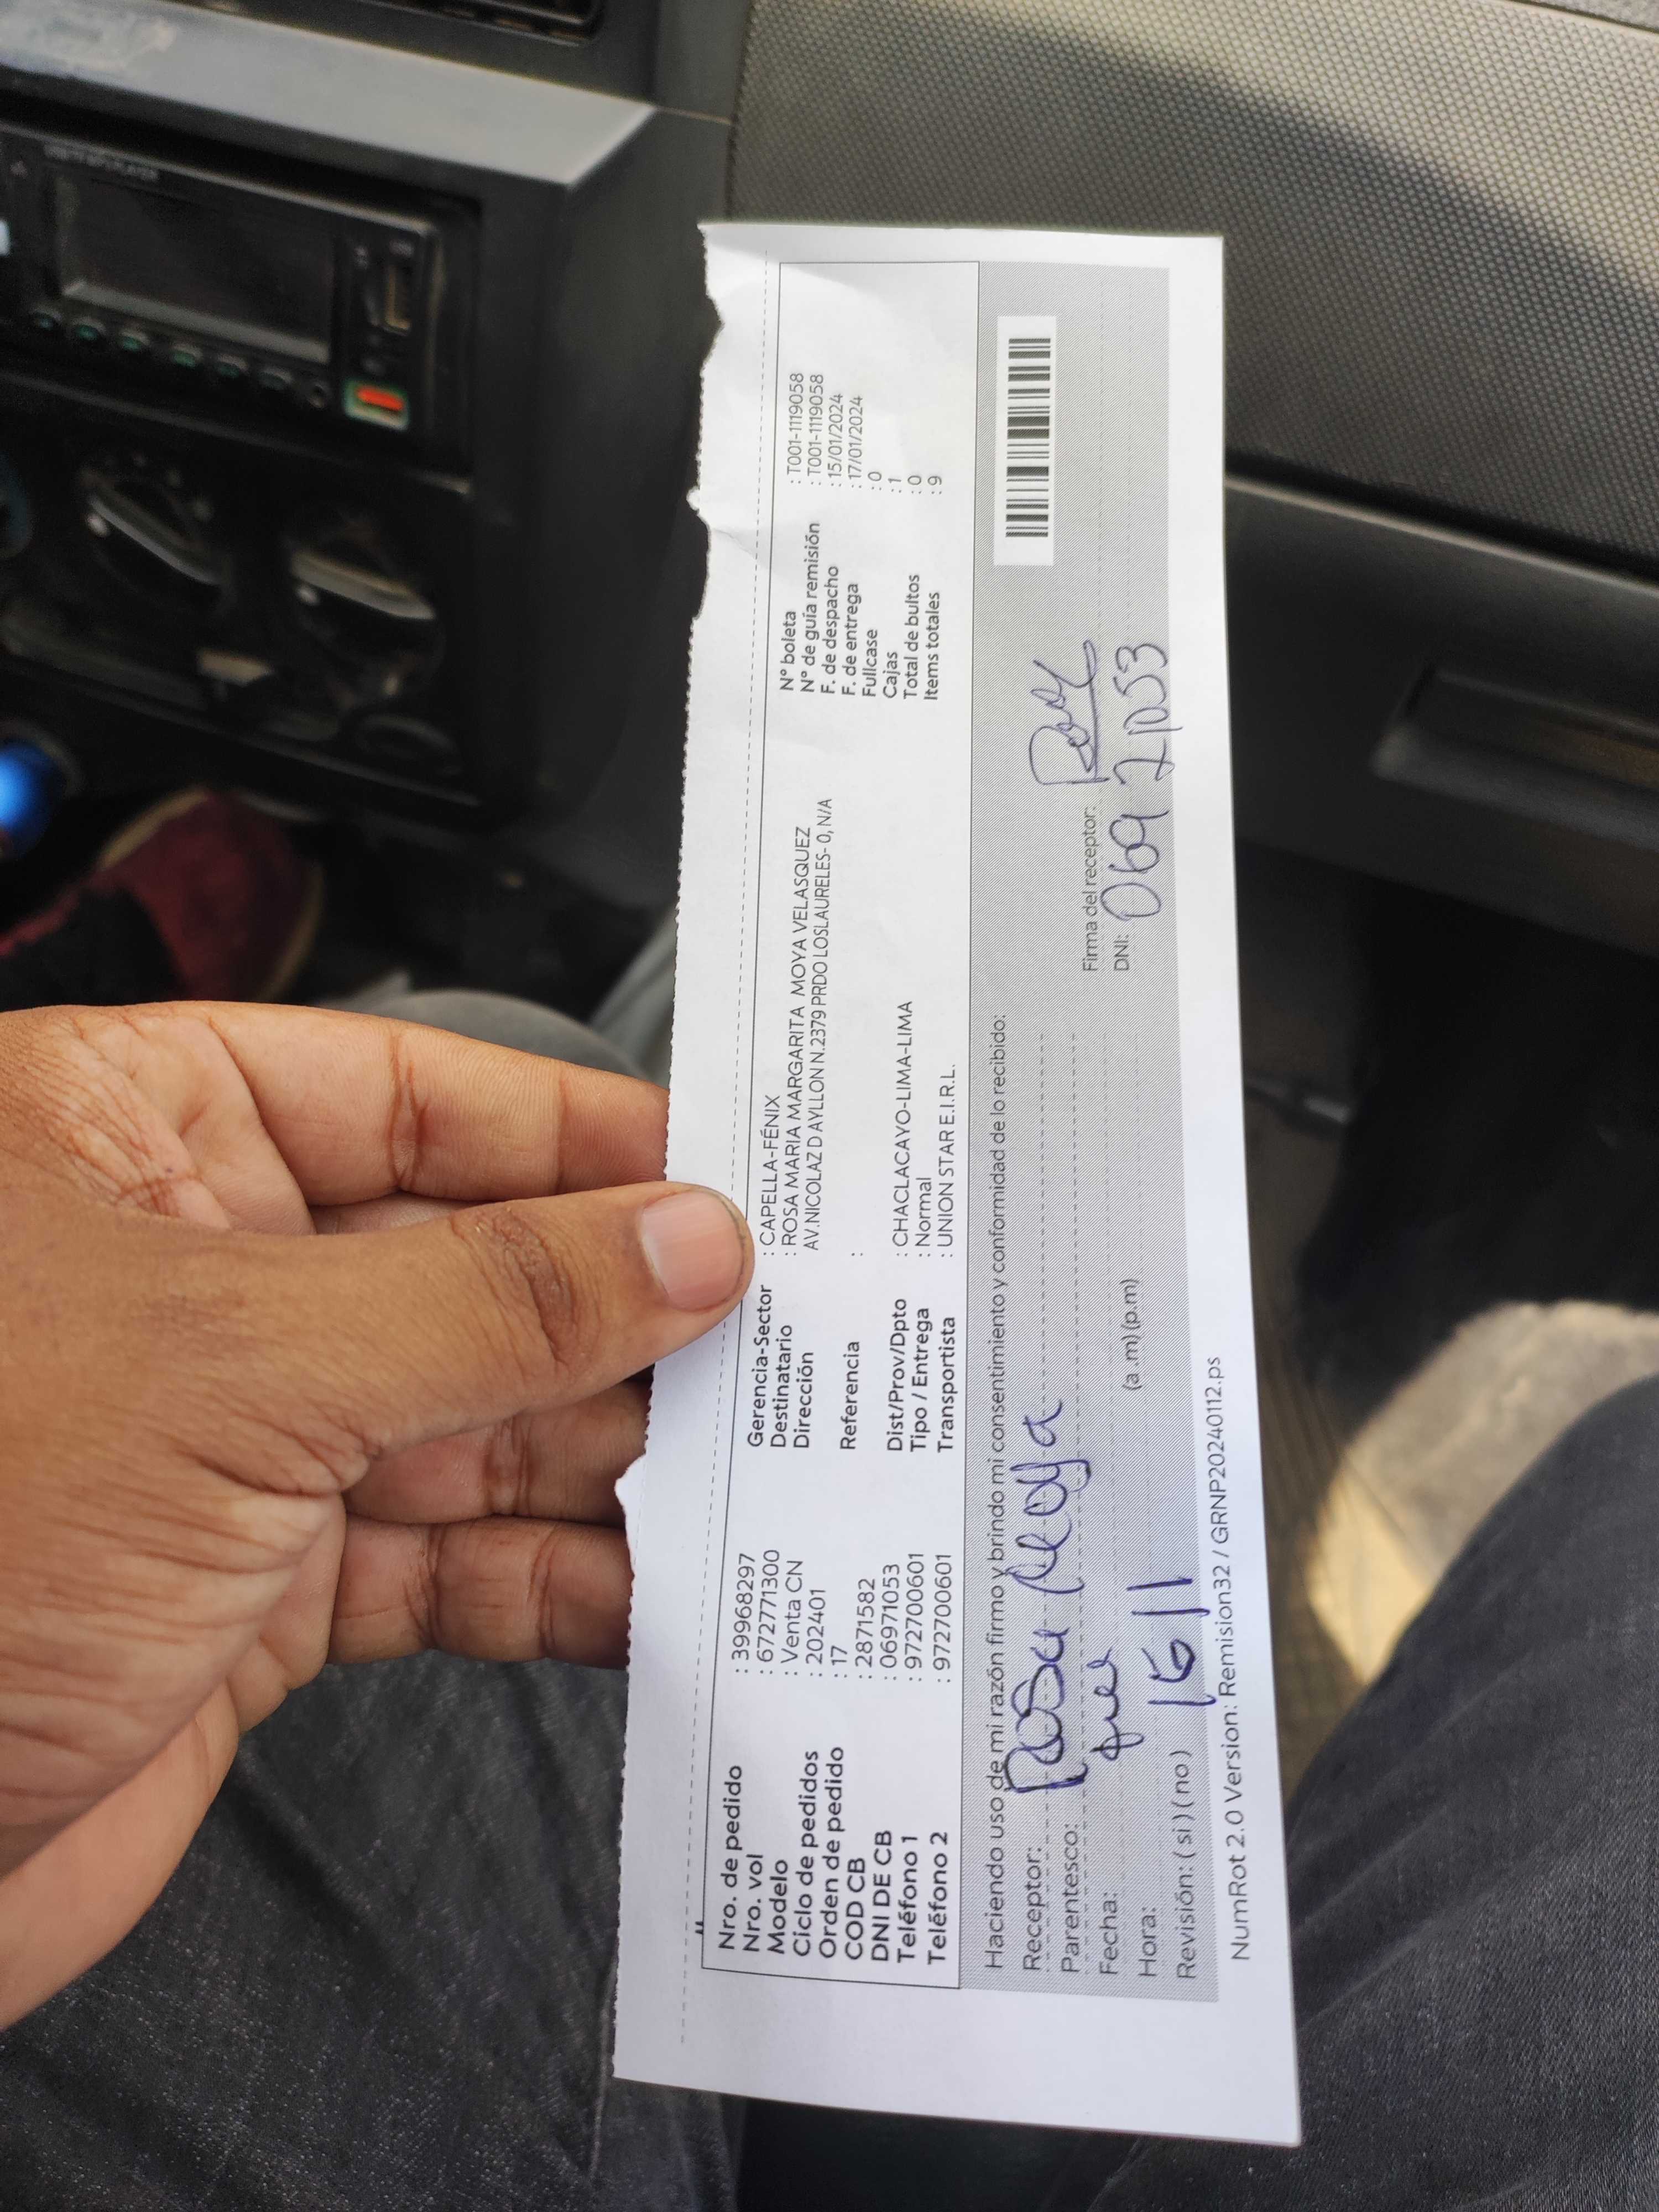 Nro. de pedido : 39968297
Nro. vol : 672771300
Modelo : Venta CN
Ciclo de pedidos : 202401
Orden de pedido : 17
COD CB : 2871582
DNI DE CB : 06971053
Teléfono 1 : 972700601
Teléfono 2 : 972700601
Gerencia-Sector : CAPELLA-FÉNIX
Destinatario : ROSA MARIA MARGARITA MOYA VELASQUEZ
Dirección AV.NICOLAZ D AYLLON N.2379 PRDO LOSLAURELES- 0, N/A
Referencia :
Dist/Prov/Dpto : CHACLACAYO-LIMA-LIMA
Tipo / Entrega : Normal
Transportista : UNION STAR E.I.R.L.
N° boleta : T001-1119058
N° de guía remisión : T001-1119058
F. de despacho : 15/01/2024
F. de entrega : 17/01/2024
Fullcase : 0
Cajas : 1
Total de bultos : 0
Items totales : 9
Haciendo uso de mi razón firmo y brindo mi consentimiento y conformidad de lo recibido:
Receptor: Rosa Moya
Parentesco:
Fecha:
Hora: (a .m) (p.m)
Revisión: ( si ) ( no )
Firma del receptor:
DNI:
NumRot 2.0 Version: Remision32 / GRNP20240112.ps